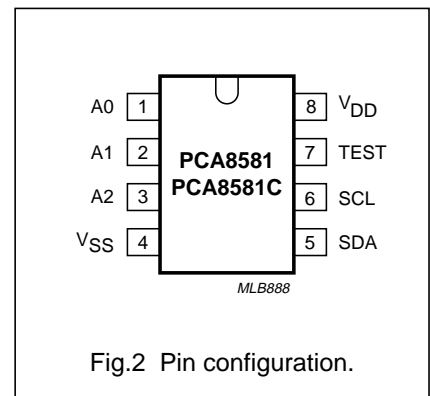 A0 1 8 VDD
A1 2 PCA8581 7 TEST
A2 3 PCA8581C 6 SCL
VSS 4 5 SDA
MLB888
Fig.2 Pin configuration.